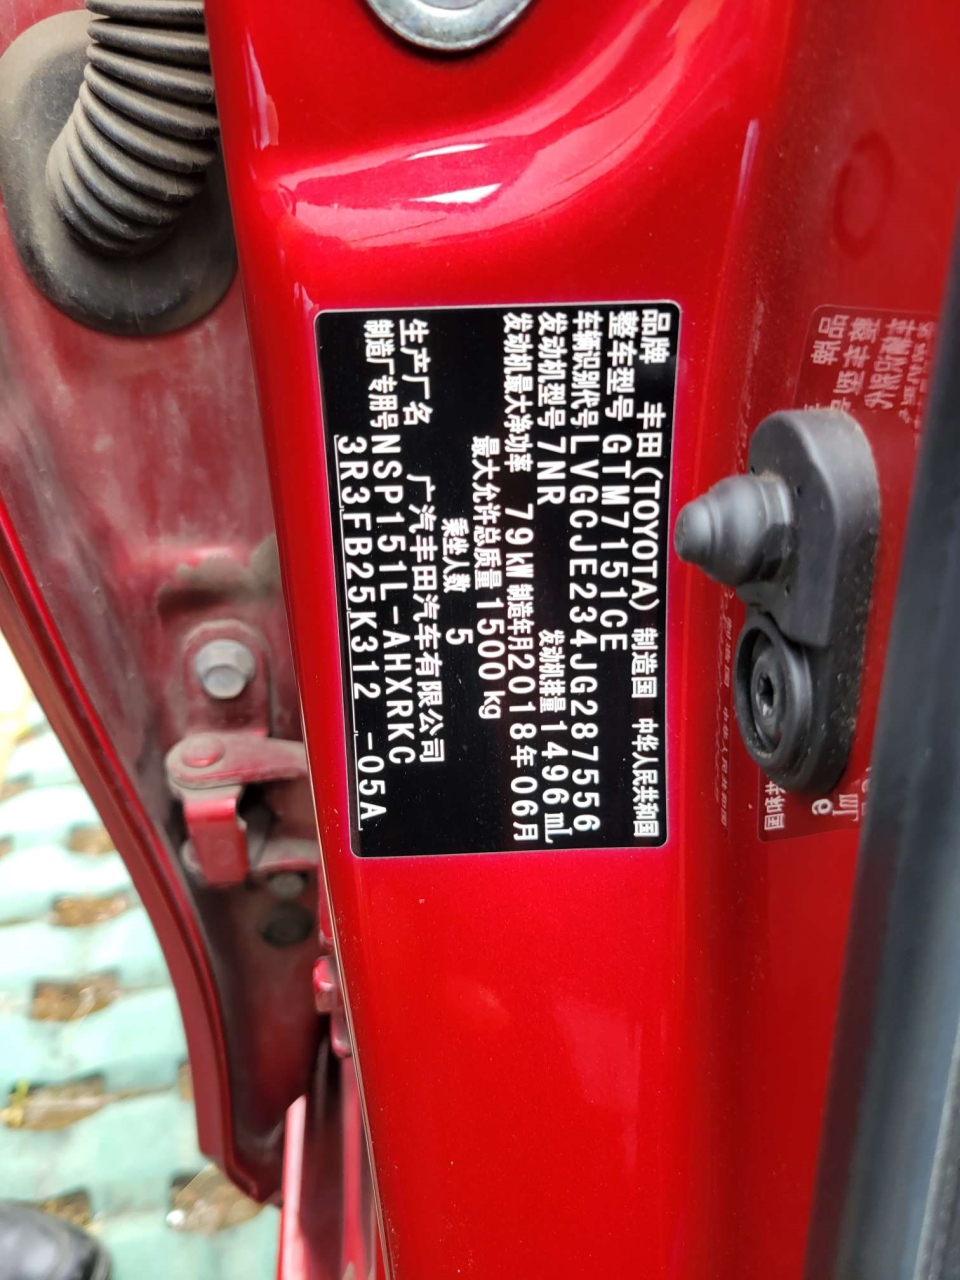 品牌 丰田(TOYOTA) 制造国 中华人民共和国
整车型号 GTM7151CE
车辆识别代号 LVGCJE234JG287556
发动机型号 7NR 发动机排量 1496 mL
发动机最大净功率 79 kW 制造年月 2018年06月
最大允许总质量 1500 kg
乘坐人数 5
生产厂名 广汽丰田汽车有限公司
制造厂专用号 NSP151L-AHXRKC
3R3FB25K312 -05A